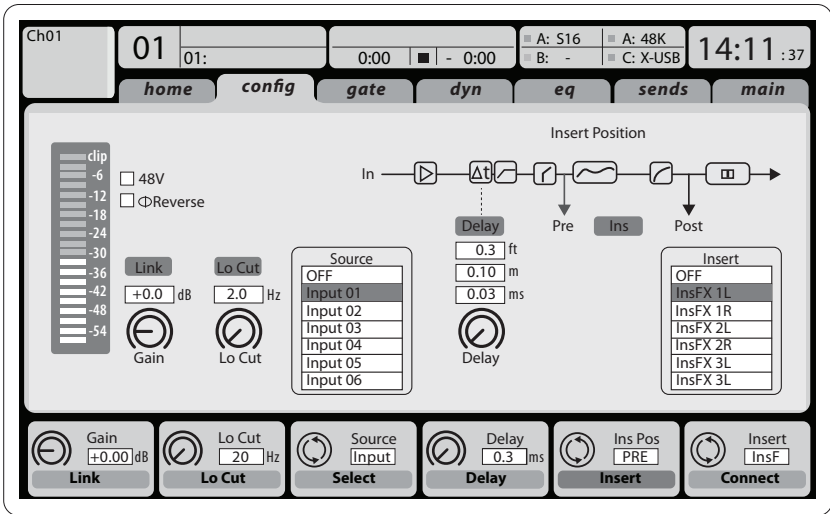 Ch01
01
01:
0:00
- 0:00
A: S16
B: -
A: 48K
C: X-USB
14:11 :37
home
config
gate
dyn
eq
sends
main
clip
-6
-12
-18
-24
-30
-36
-42
-48
-54
48V
ΦReverse
Link
+0.0 dB
Gain
Lo Cut
2.0 Hz
Lo Cut
Source
OFF
Input 01
Input 02
Input 03
Input 04
Input 05
Input 06
Insert Position
In
Δt
Delay
0.3 ft
0.10 m
0.03 ms
Delay
Pre
Ins
Post
Insert
OFF
InsFX 1L
InsFX 1R
InsFX 2L
InsFX 2R
InsFX 3L
InsFX 3L
Gain
+0.00 dB
Link
Lo Cut
20 Hz
Lo Cut
Source
Input
Select
Delay
0.3 ms
Delay
Ins Pos
PRE
Insert
Insert
InsF
Connect